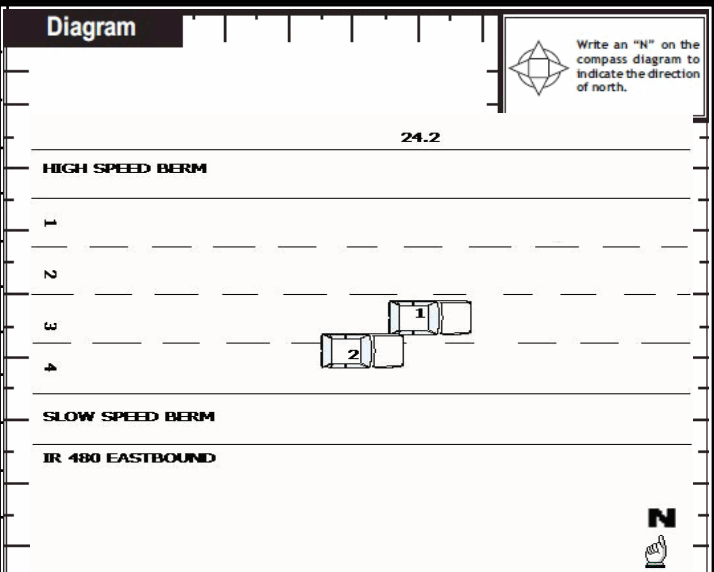 Diagram
Write an “N” on the
compass diagram to
indicate the direction
of north.
24.2
HIGH SPEED BERM
1
2
3
1
4
2
SLOW SPEED BERM
IR 480 EASTBOUND
N